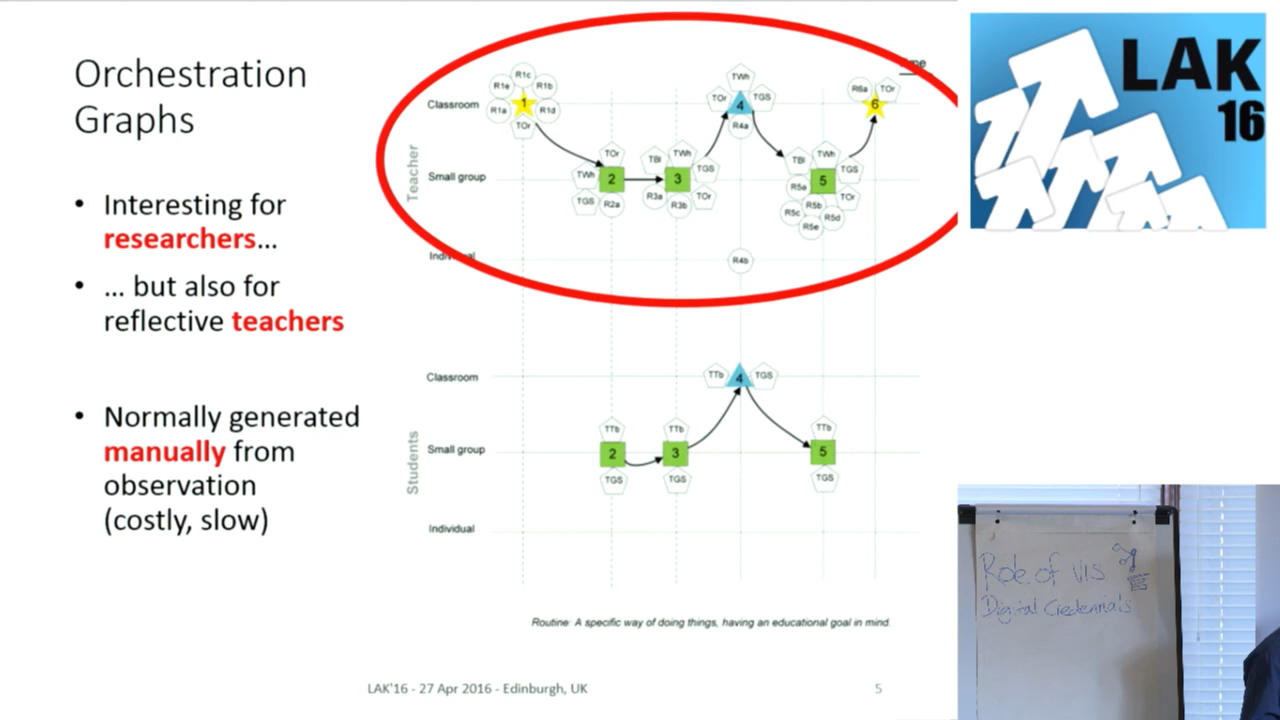 Orchestration
Graphs
• Interesting for
researchers...
• ... but also for
reflective teachers
• Normally generated
manually from
observation
(costly, slow)
Teacher
Classroom
Small group
R1e
R1c
R1b
R1a
1
R1d
TOr
TOr
TWh
2
TGS
R2a
TBl
TWh
3
TGS
R3a
R3b
TOr
TWh
TOr
4
TGS
R4a
R4b
TBl
TWh
5
TGS
R5a
TOr
R5b
R5c
R5d
R5e
R6a
TOr
6
Students
Classroom
Small group
Individual
TTb
2
TGS
TTb
3
TGS
TTb
4
TGS
TTb
5
TGS
Routine: A specific way of doing things, having an educational goal in mind.
LAK'16 - 27 Apr 2016 - Edinburgh, UK
5
LAK
16
Role of VIS
Digital Credentials